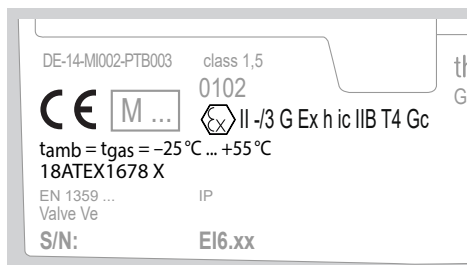 DE-14-MI002-PTB003 class 1,5
0102
CE M ... Ex II -/3 G Ex h ic IIB T4 Gc
tamb = tgas = –25 °C ... +55 °C
18ATEX1678 X
EN 1359 ... IP
Valve Ve
S/N: EI6.xx